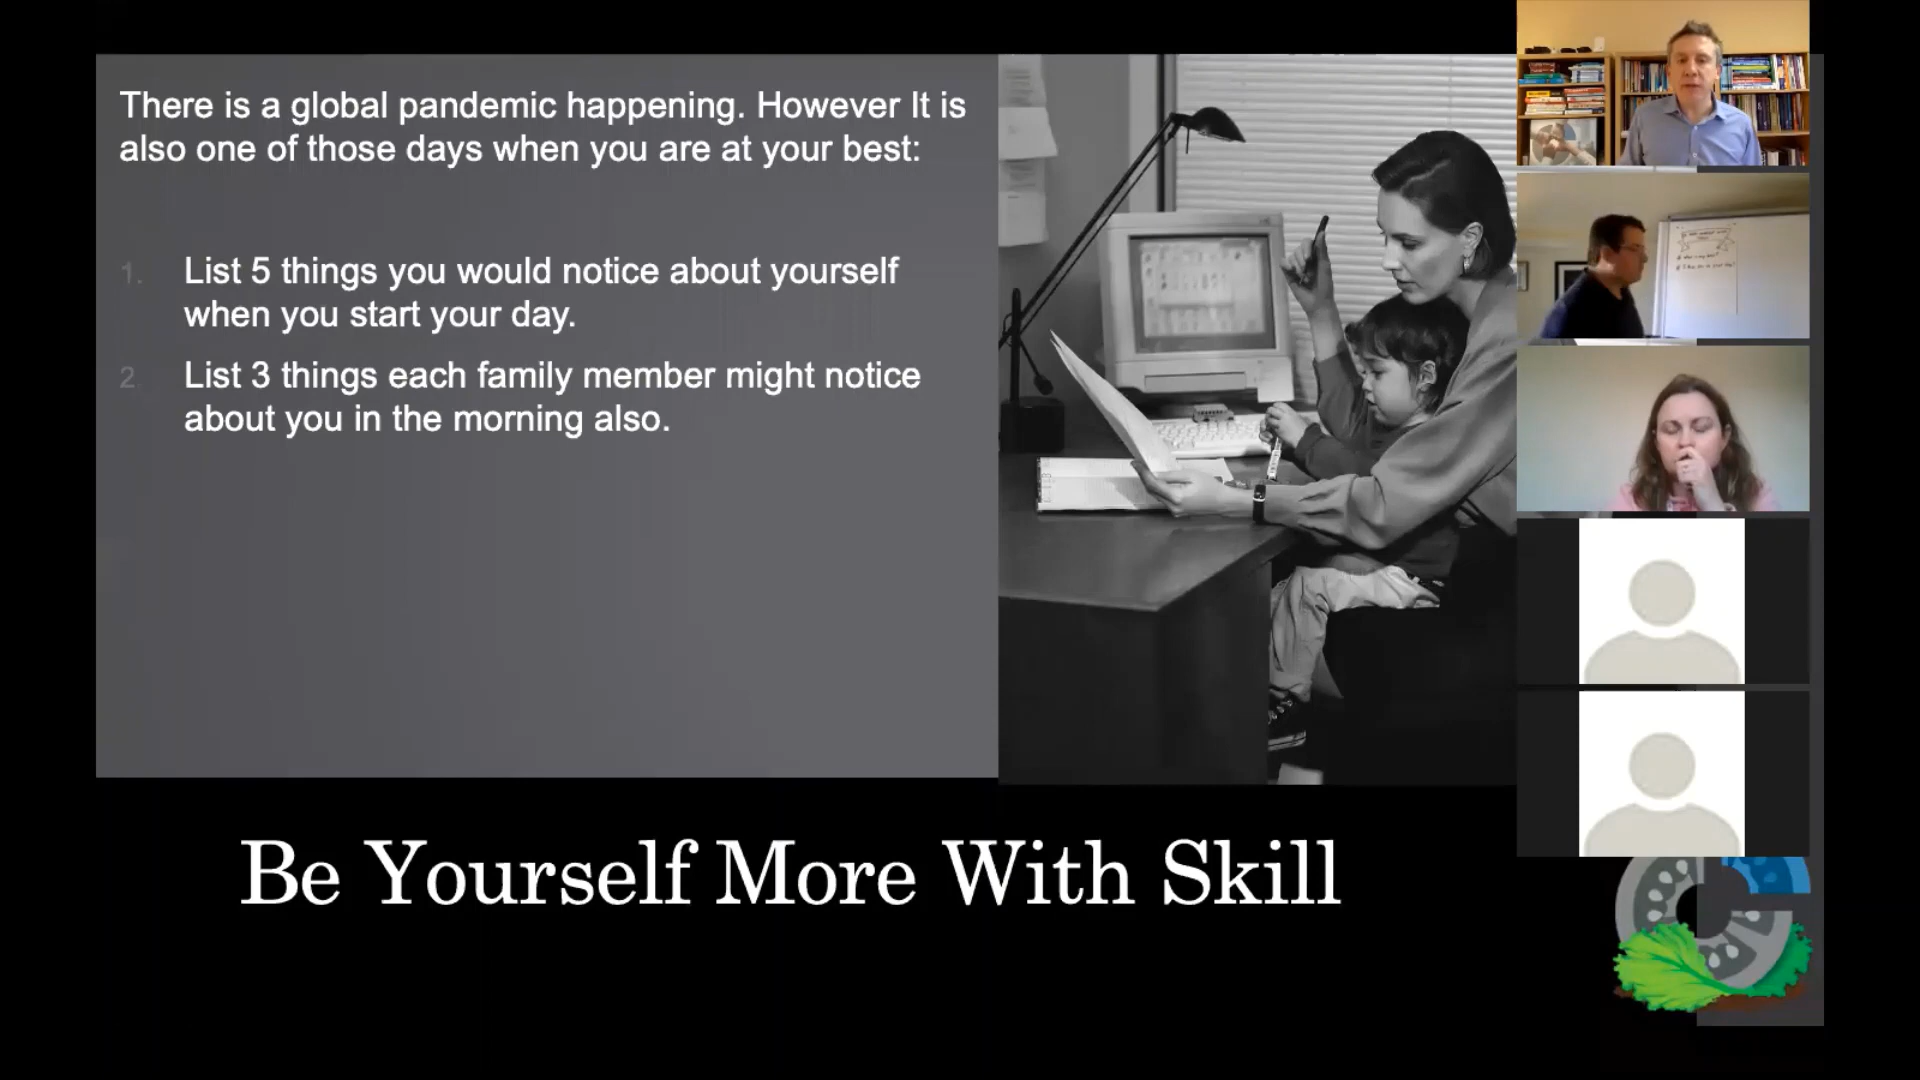 There is a global pandemic happening. However It is
also one of those days when you are at your best:
1. List 5 things you would notice about yourself
when you start your day.
2. List 3 things each family member might notice
about you in the morning also.
Be Yourself More With Skill